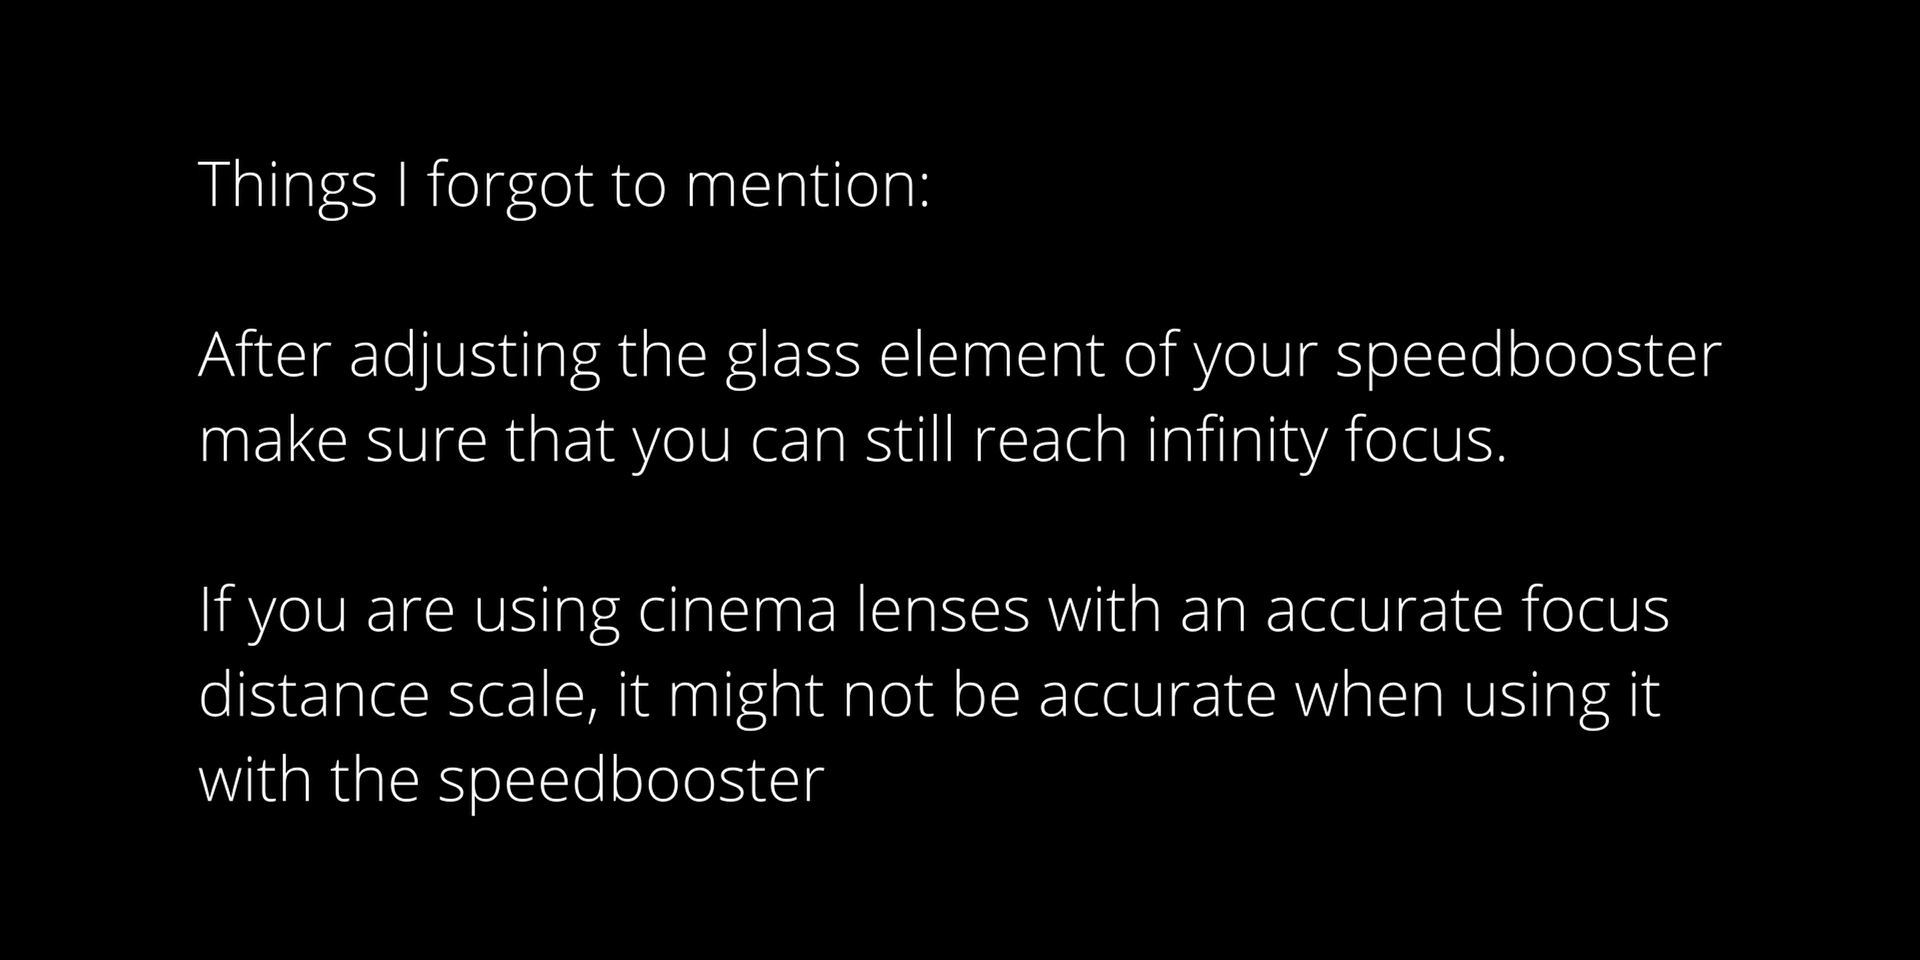 Things I forgot to mention:
After adjusting the glass element of your speedbooster
make sure that you can still reach infinity focus.
If you are using cinema lenses with an accurate focus
distance scale, it might not be accurate when using it
with the speedbooster